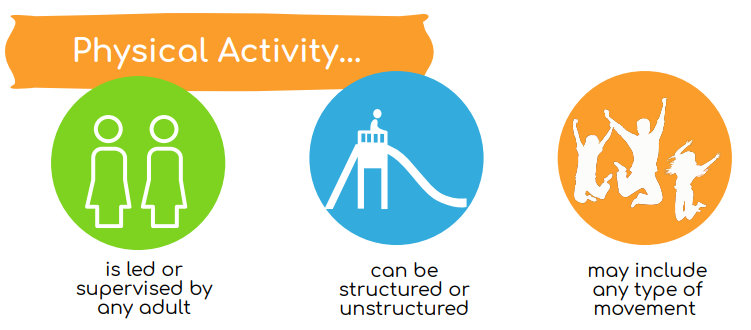 Physical Activity...
is led or
supervised by
any adult
can be
structured or
unstructured
may include
any type of
movement